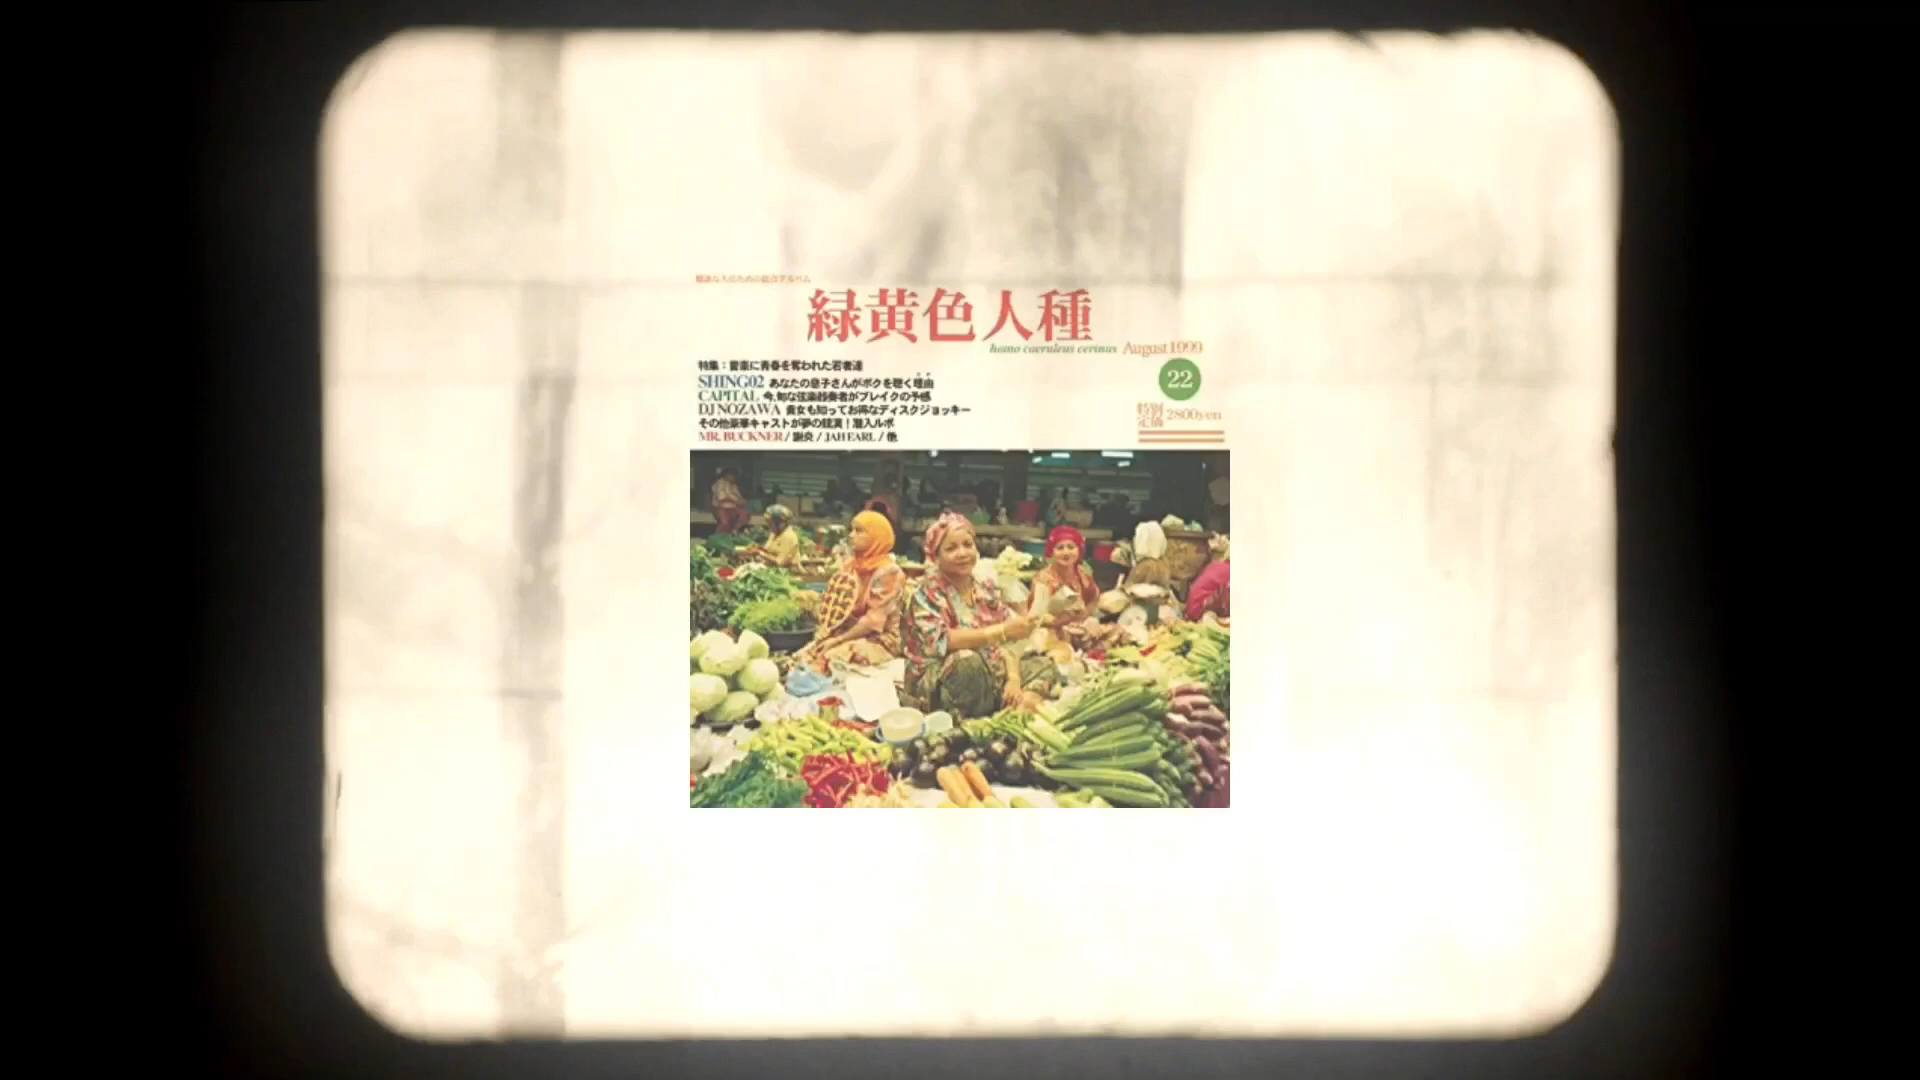 緑黄色人種
homo caeruleus cerinus August 1999
特集:音楽に青春を奪われた若者達
SHING02 あなたの息子さんがボクを聴く理由
CAPITAL 今、旬な弦楽器奏者がブレイクの予感
DJ NOZAWA 貴女も知ってお得なディスクジョッキー
その他豪華キャストが夢の競演!潜入ルポ
MR. BUCKNER / 謝炎 / JAH EARL / 他
22
特別定価 2800yen